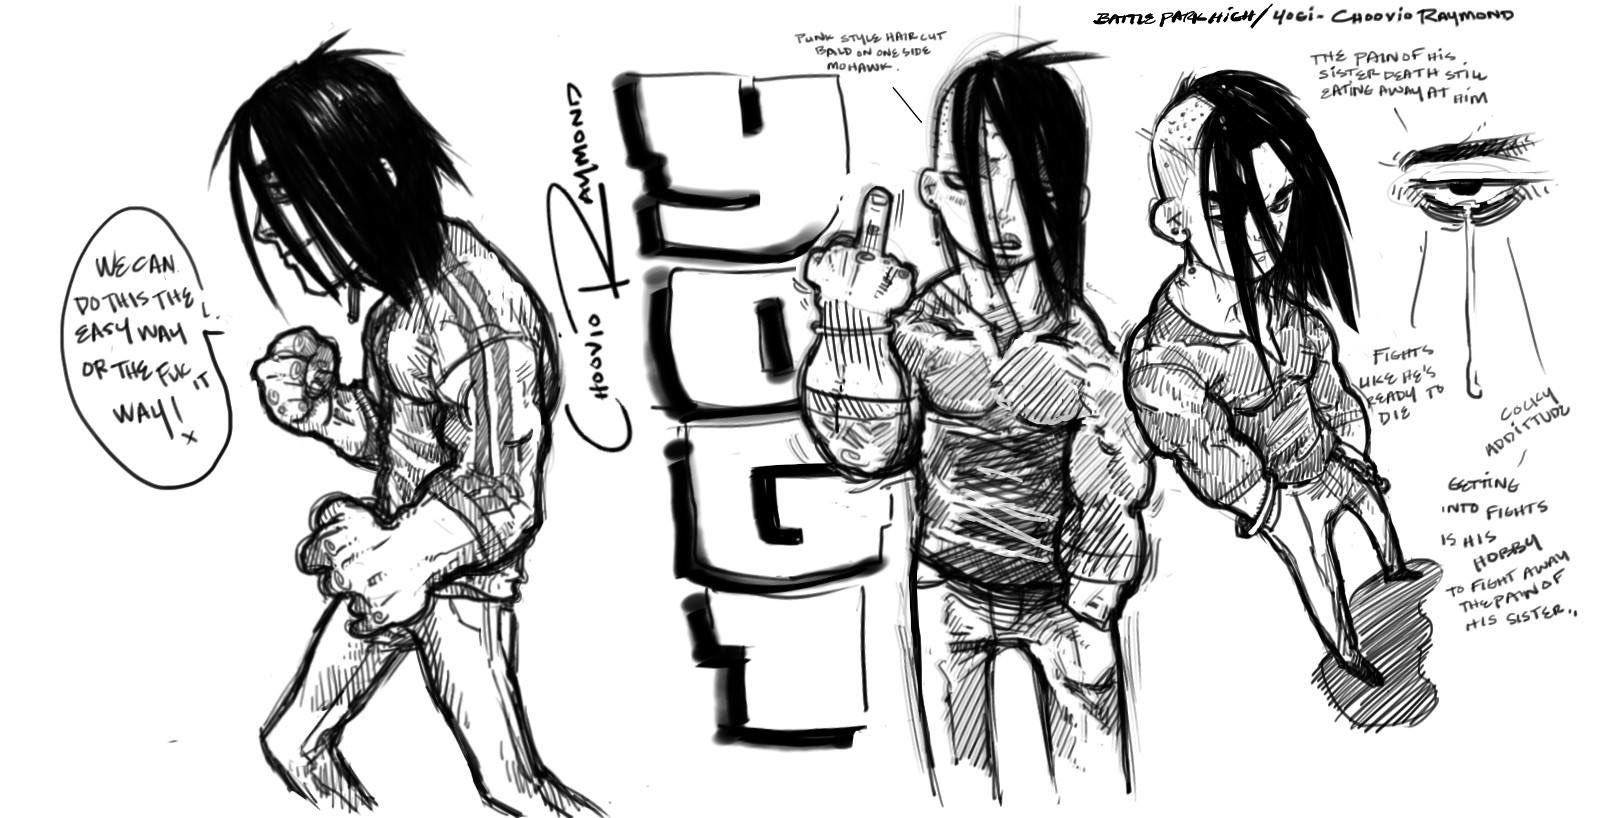 BATTLE PARK HIGH/ YOGI - CHOOVIO RAYMOND
PUNK STYLE HAIR CUT
BALD ON ONE SIDE
MOHAWK.
THE PAIN OF HIS
SISTER DEATH STILL
EATING AWAY AT HIM
WE CAN
DO THIS THE
EASY WAY
OR THE FUK IT
WAY!
x
CHOOVIO RAYMOND
YOGI
FIGHTS
LIKE HE'S
READY TO
DIE
COCKY
ADDITTUDE
GETTING
INTO FIGHTS
IS HIS
HOBBY
TO FIGHT AWAY
THE PAIN OF
HIS SISTER..